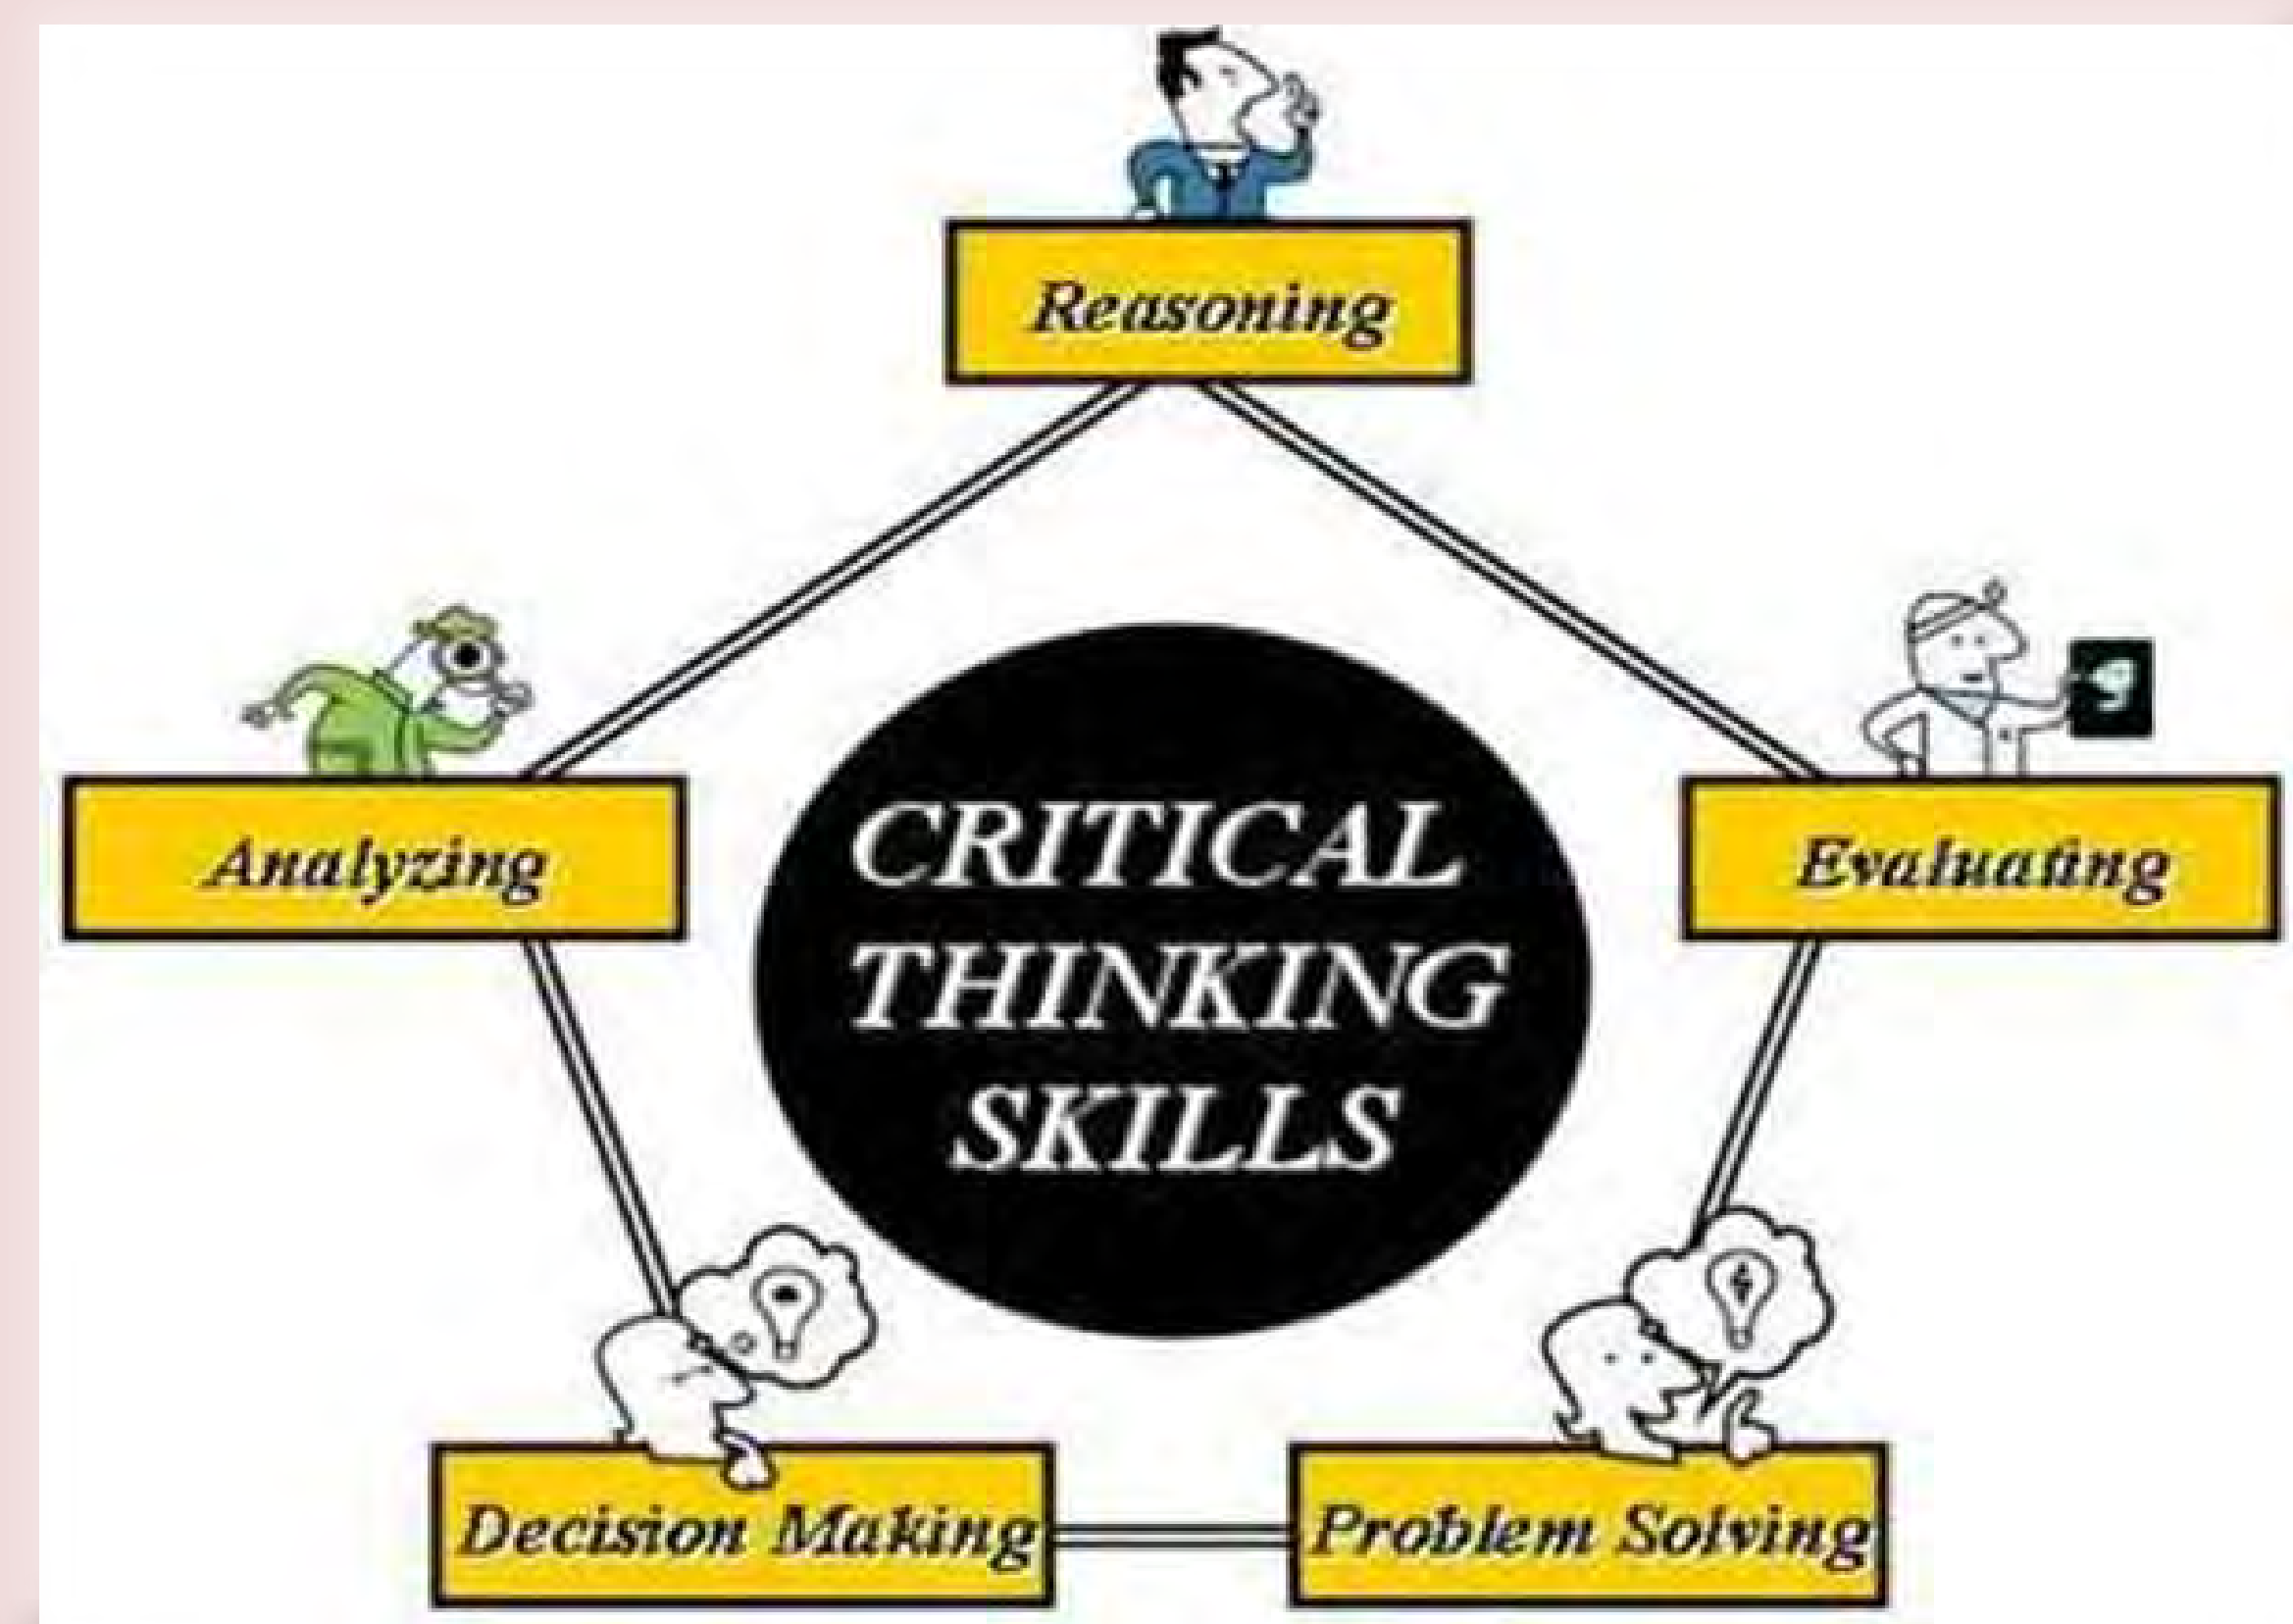 Reasoning
Analyzing
Evaluating
CRITICAL
THINKING
SKILLS
Decision Making
Problem Solving